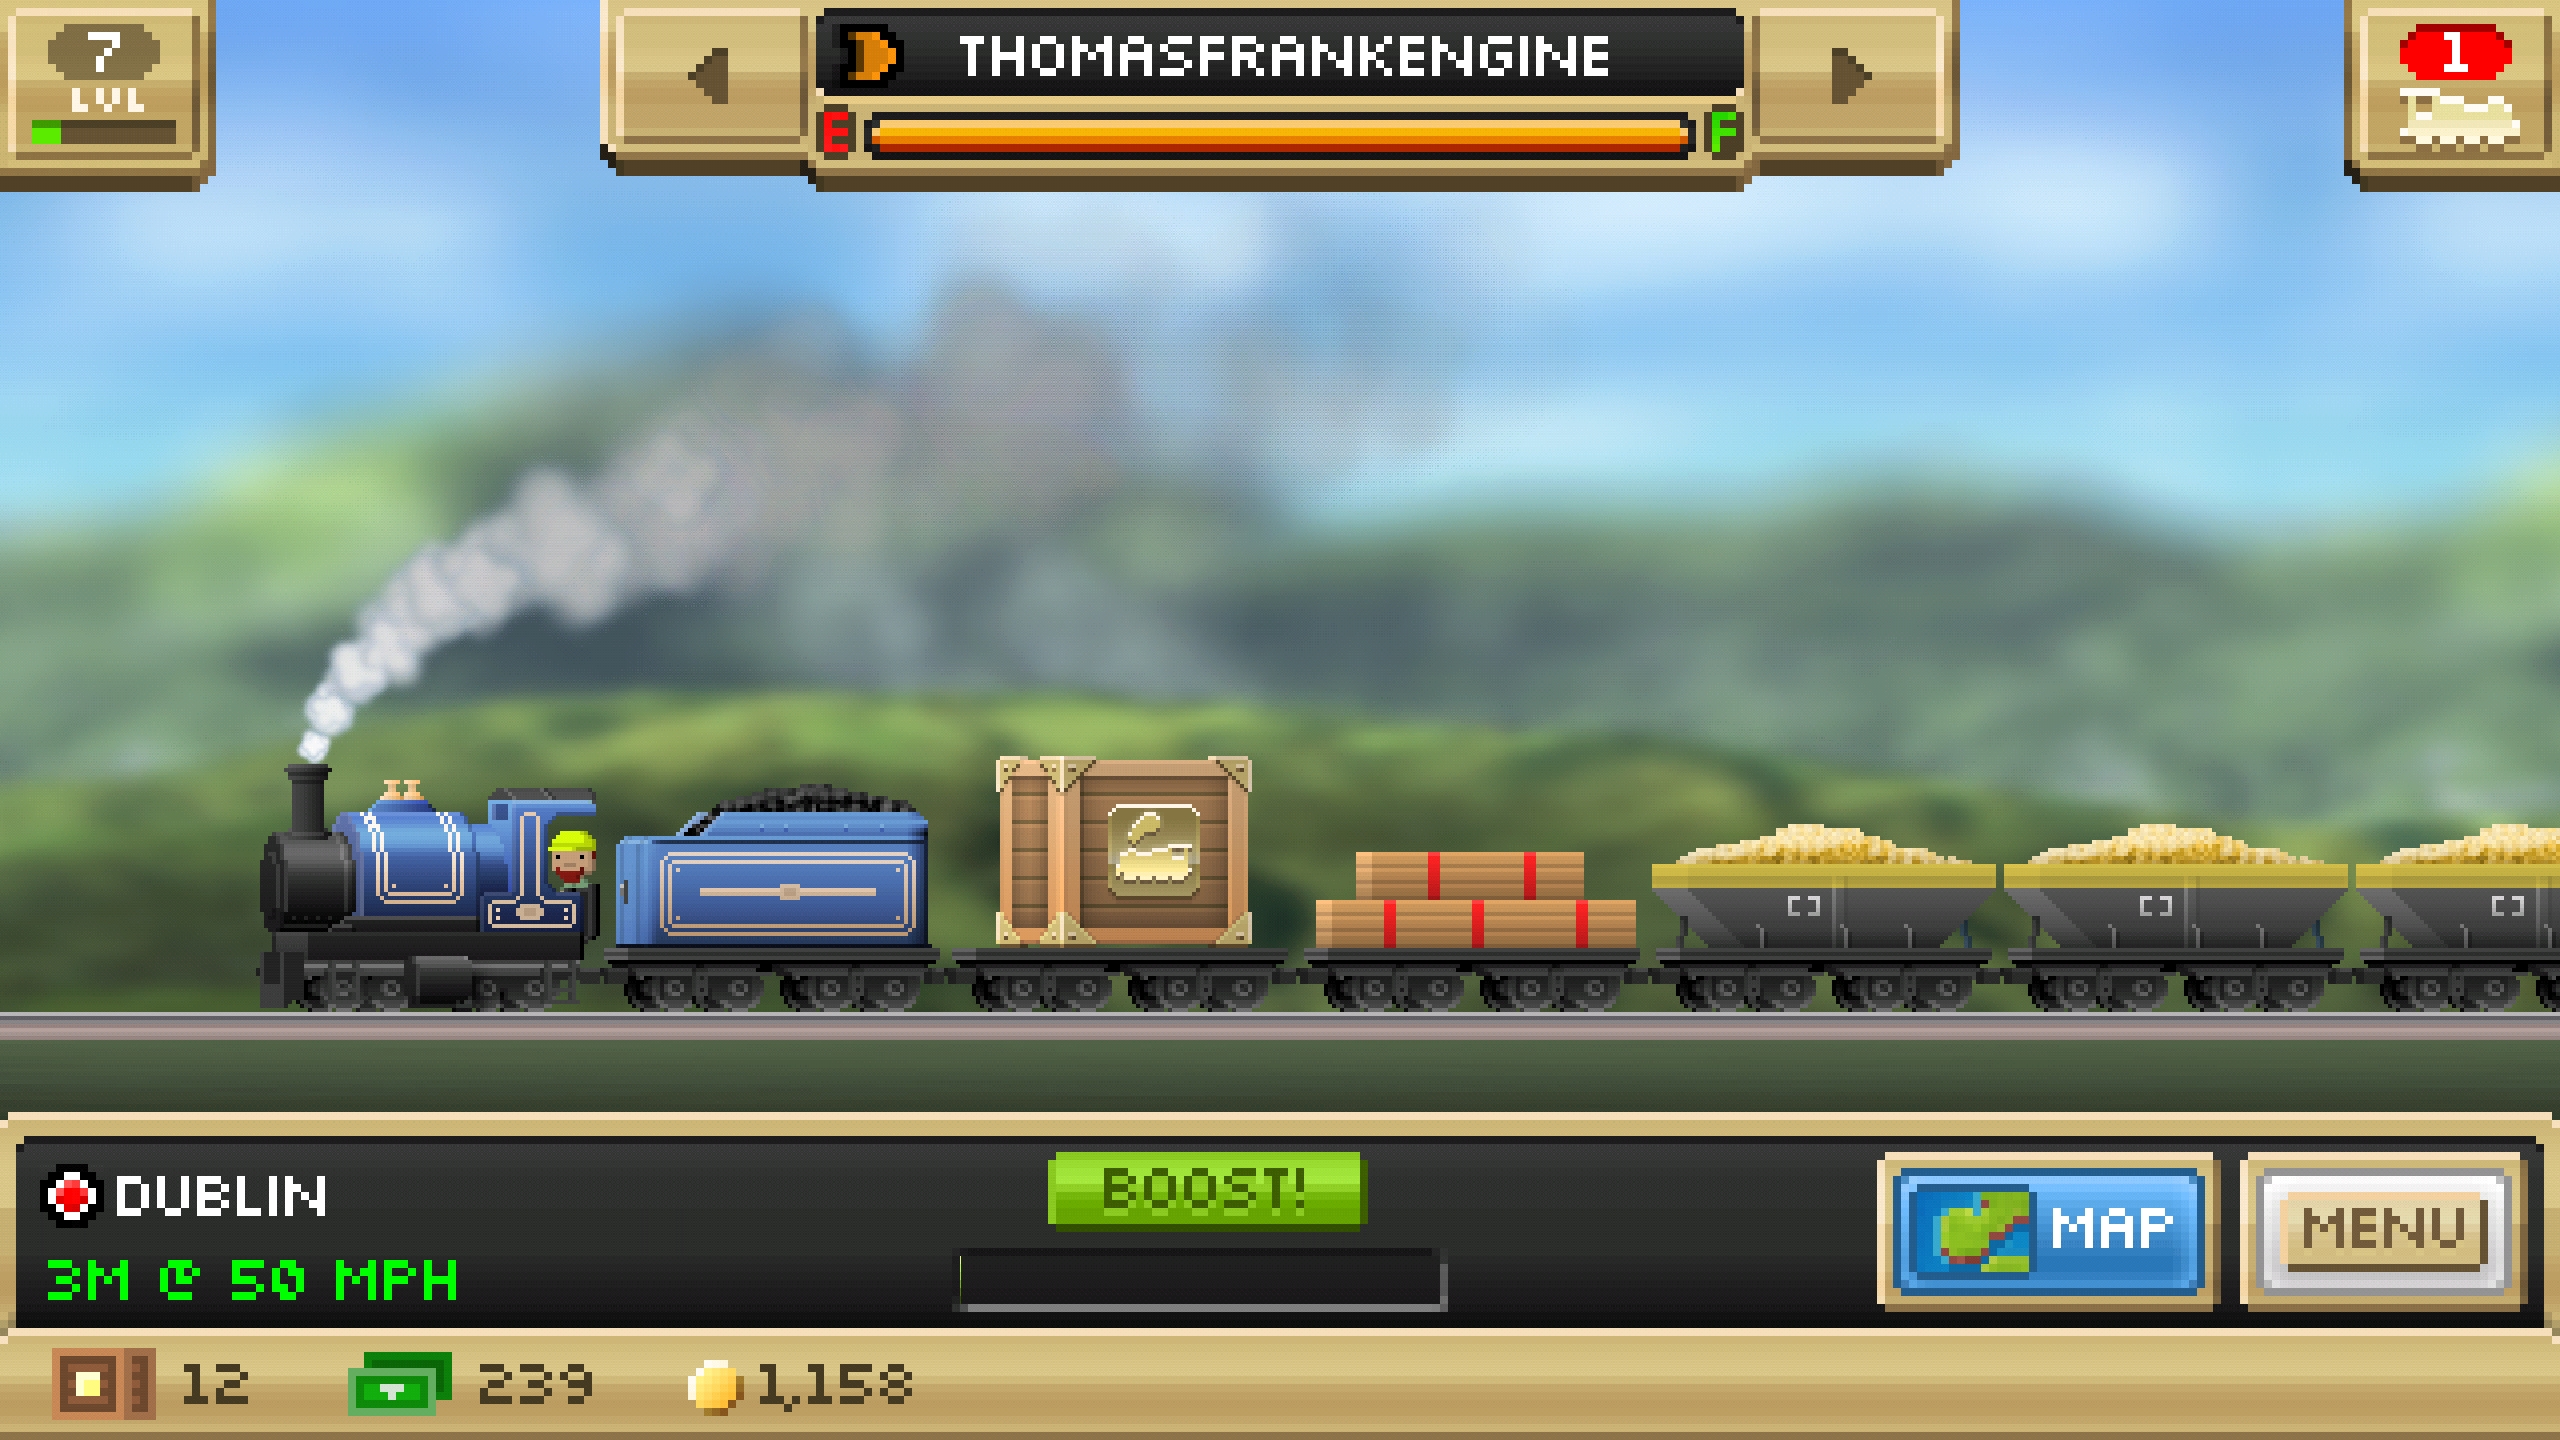 7
LVL
THOMASFRANKENGINE
E
F
1
DUBLIN
3M @ 50 MPH
BOOST!
MAP
MENU
12
239
1,158